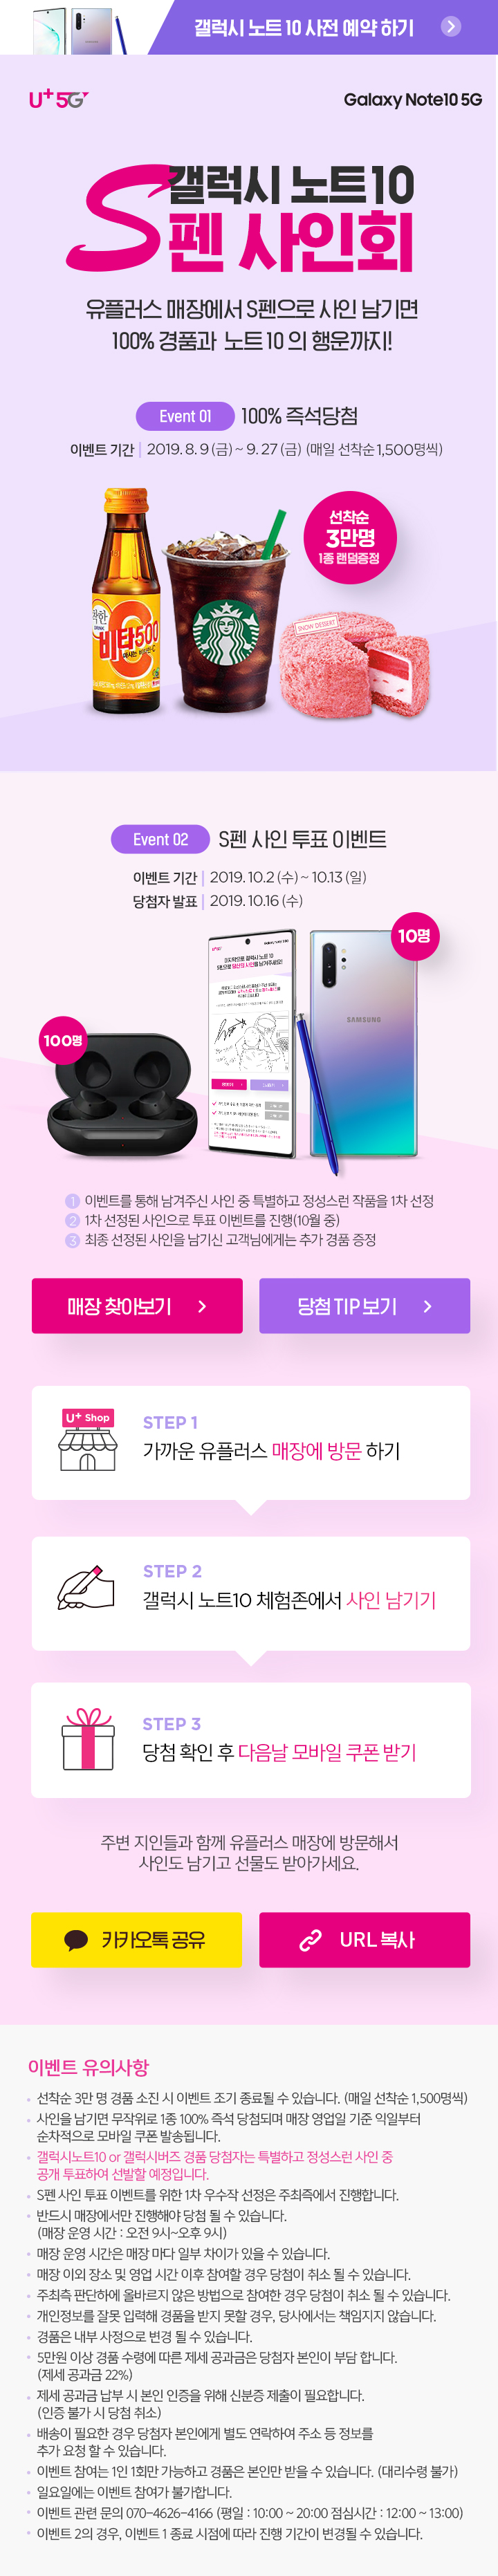 갤럭시 노트 10 사전 예약 하기
U+5G
Galaxy Note10 5G
갤럭시 노트10
S펜 사인회
유플러스 매장에서 S펜으로 사인 남기면
100% 경품과 노트 10 의 행운까지!
Event 01 100% 즉석당첨
이벤트 기간 2019. 8. 9 (금) ~ 9. 27 (금) (매일 선착순 1,500명씩)
선착순
3만명
1종 랜덤증정
착한
비타500
마시는 비타민C
SNOW DESSERT
Event 02 S펜 사인 투표 이벤트
이벤트 기간 2019. 10.2 (수) ~ 10.13 (일)
당첨자 발표 2019. 10.16 (수)
10명
100명
SAMSUNG
1 이벤트를 통해 남겨주신 사인 중 특별하고 정성스런 작품을 1차 선정
2 1차 선정된 사인으로 투표 이벤트를 진행(10월 중)
3 최종 선정된 사인을 남기신 고객님에게는 추가 경품 증정
매장 찾아보기
당첨 TIP 보기
U+ Shop
STEP 1
가까운 유플러스 매장에 방문 하기
STEP 2
갤럭시 노트10 체험존에서 사인 남기기
STEP 3
당첨 확인 후 다음날 모바일 쿠폰 받기
주변 지인들과 함께 유플러스 매장에 방문해서
사인도 남기고 선물도 받아가세요.
카카오톡 공유
URL 복사
이벤트 유의사항
• 선착순 3만 명 경품 소진 시 이벤트 조기 종료될 수 있습니다. (매일 선착순 1,500명씩)
• 사인을 남기면 무작위로 1종 100% 즉석 당첨되며 매장 영업일 기준 익일부터
순차적으로 모바일 쿠폰 발송됩니다.
• 갤럭시노트10 or 갤럭시버즈 경품 당첨자는 특별하고 정성스런 사인 중
공개 투표하여 선발할 예정입니다.
• S펜 사인 투표 이벤트를 위한 1차 우수작 선정은 주최측에서 진행합니다.
• 반드시 매장에서만 진행해야 당첨 될 수 있습니다.
(매장 운영 시간 : 오전 9시~오후 9시)
• 매장 운영 시간은 매장 마다 일부 차이가 있을 수 있습니다.
• 매장 이외 장소 및 영업 시간 이후 참여할 경우 당첨이 취소 될 수 있습니다.
• 주최측 판단하에 올바르지 않은 방법으로 참여한 경우 당첨이 취소 될 수 있습니다.
• 개인정보를 잘못 입력해 경품을 받지 못할 경우, 당사에서는 책임지지 않습니다.
• 경품은 내부 사정으로 변경 될 수 있습니다.
• 5만원 이상 경품 수령에 따른 제세 공과금은 당첨자 본인이 부담 합니다.
(제세 공과금 22%)
• 제세 공과금 납부 시 본인 인증을 위해 신분증 제출이 필요합니다.
(인증 불가 시 당첨 취소)
• 배송이 필요한 경우 당첨자 본인에게 별도 연락하여 주소 등 정보를
추가 요청 할 수 있습니다.
• 이벤트 참여는 1인 1회만 가능하고 경품은 본인만 받을 수 있습니다. (대리수령 불가)
• 일요일에는 이벤트 참여가 불가합니다.
• 이벤트 관련 문의 070-4626-4166 (평일 : 10:00 ~ 20:00 점심시간 : 12:00 ~ 13:00)
• 이벤트 2의 경우, 이벤트 1 종료 시점에 따라 진행 기간이 변경될 수 있습니다.